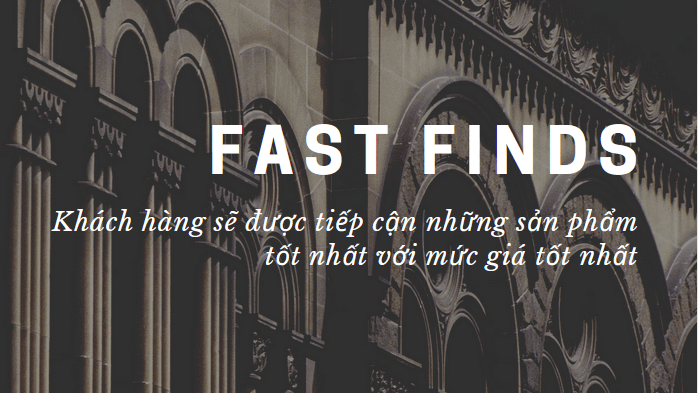 FAST FINDS
Khách hàng sẽ được tiếp cận những sản phẩm
tốt nhất với mức giá tốt nhất